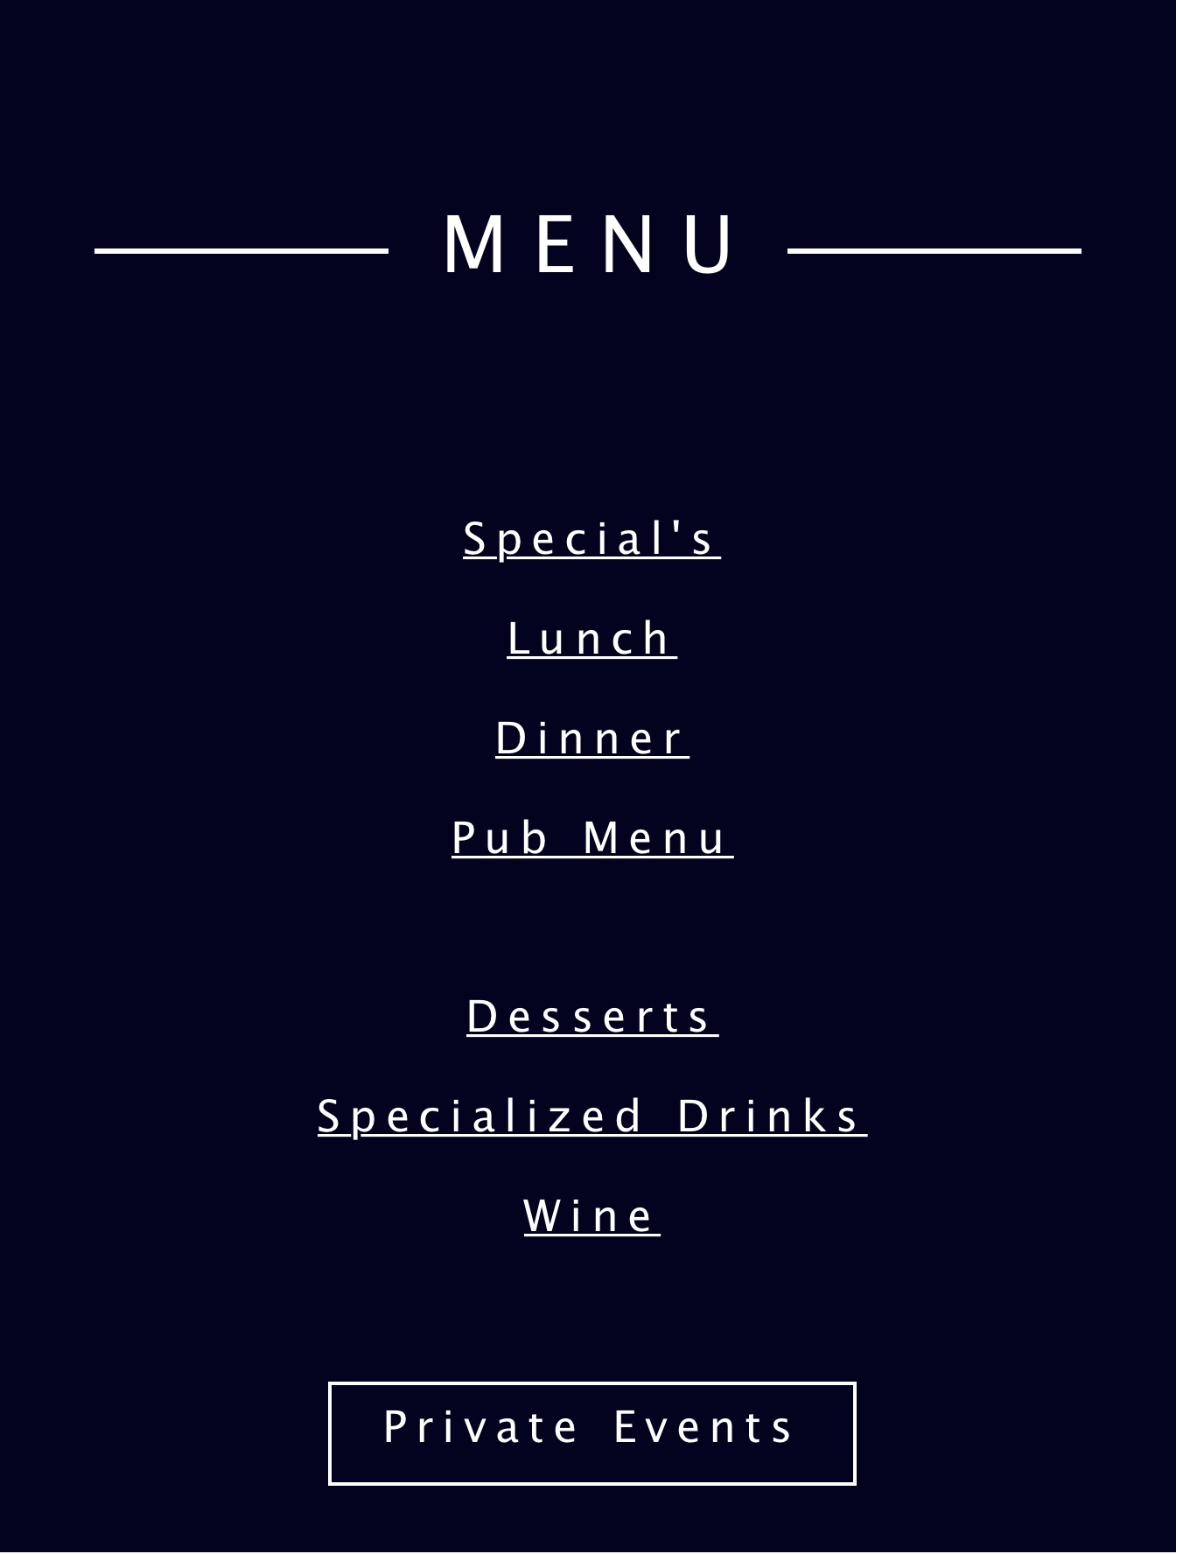 MENU
Special's
Lunch
Dinner
Pub Menu
Desserts
Specialized Drinks
Wine
Private Events